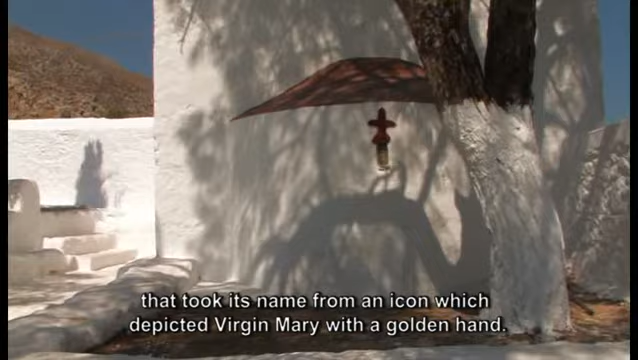 that took its name from an icon which
depicted Virgin Mary with a golden hand.